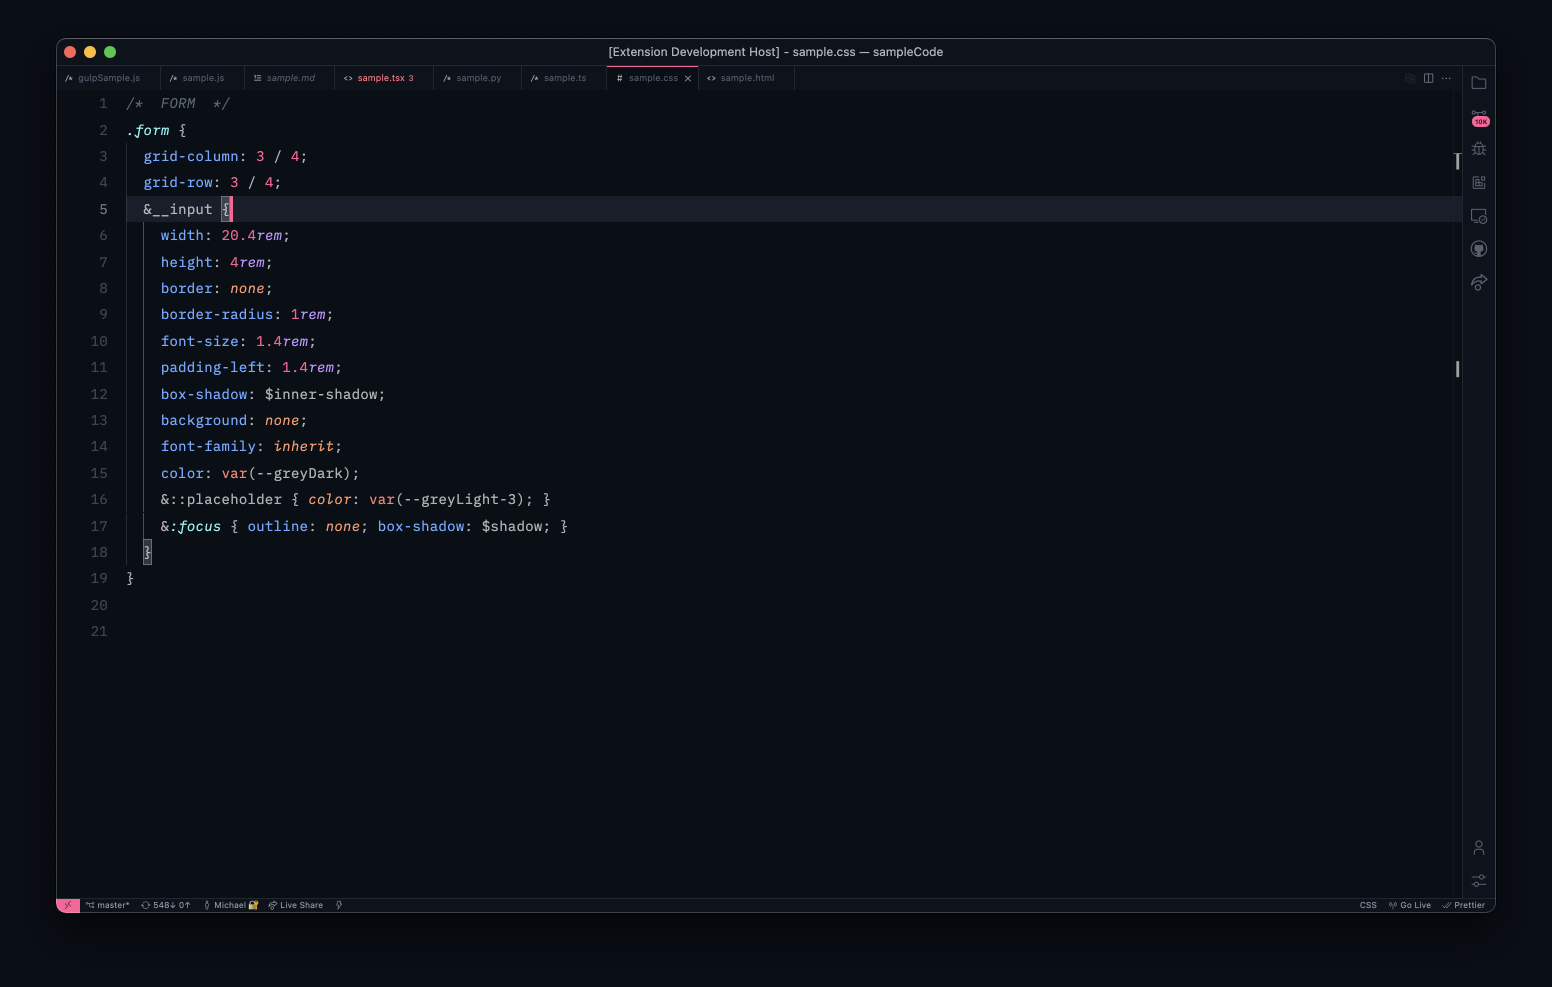 [Extension Development Host] - sample.css — sampleCode
gulpSample.js sample.js sample.md sample.tsx 3 sample.py sample.ts # sample.css sample.html
10K
1 /*  FORM  */
2 .form {
3   grid-column: 3 / 4;
4   grid-row: 3 / 4;
5   &__input {
6     width: 20.4rem;
7     height: 4rem;
8     border: none;
9     border-radius: 1rem;
10     font-size: 1.4rem;
11     padding-left: 1.4rem;
12     box-shadow: $inner-shadow;
13     background: none;
14     font-family: inherit;
15     color: var(--greyDark);
16     &::placeholder { color: var(--greyLight-3); }
17     &:focus { outline: none; box-shadow: $shadow; }
18   }
19 }
20
21
master* 548↓ 0↑ Michael Live Share CSS Go Live Prettier